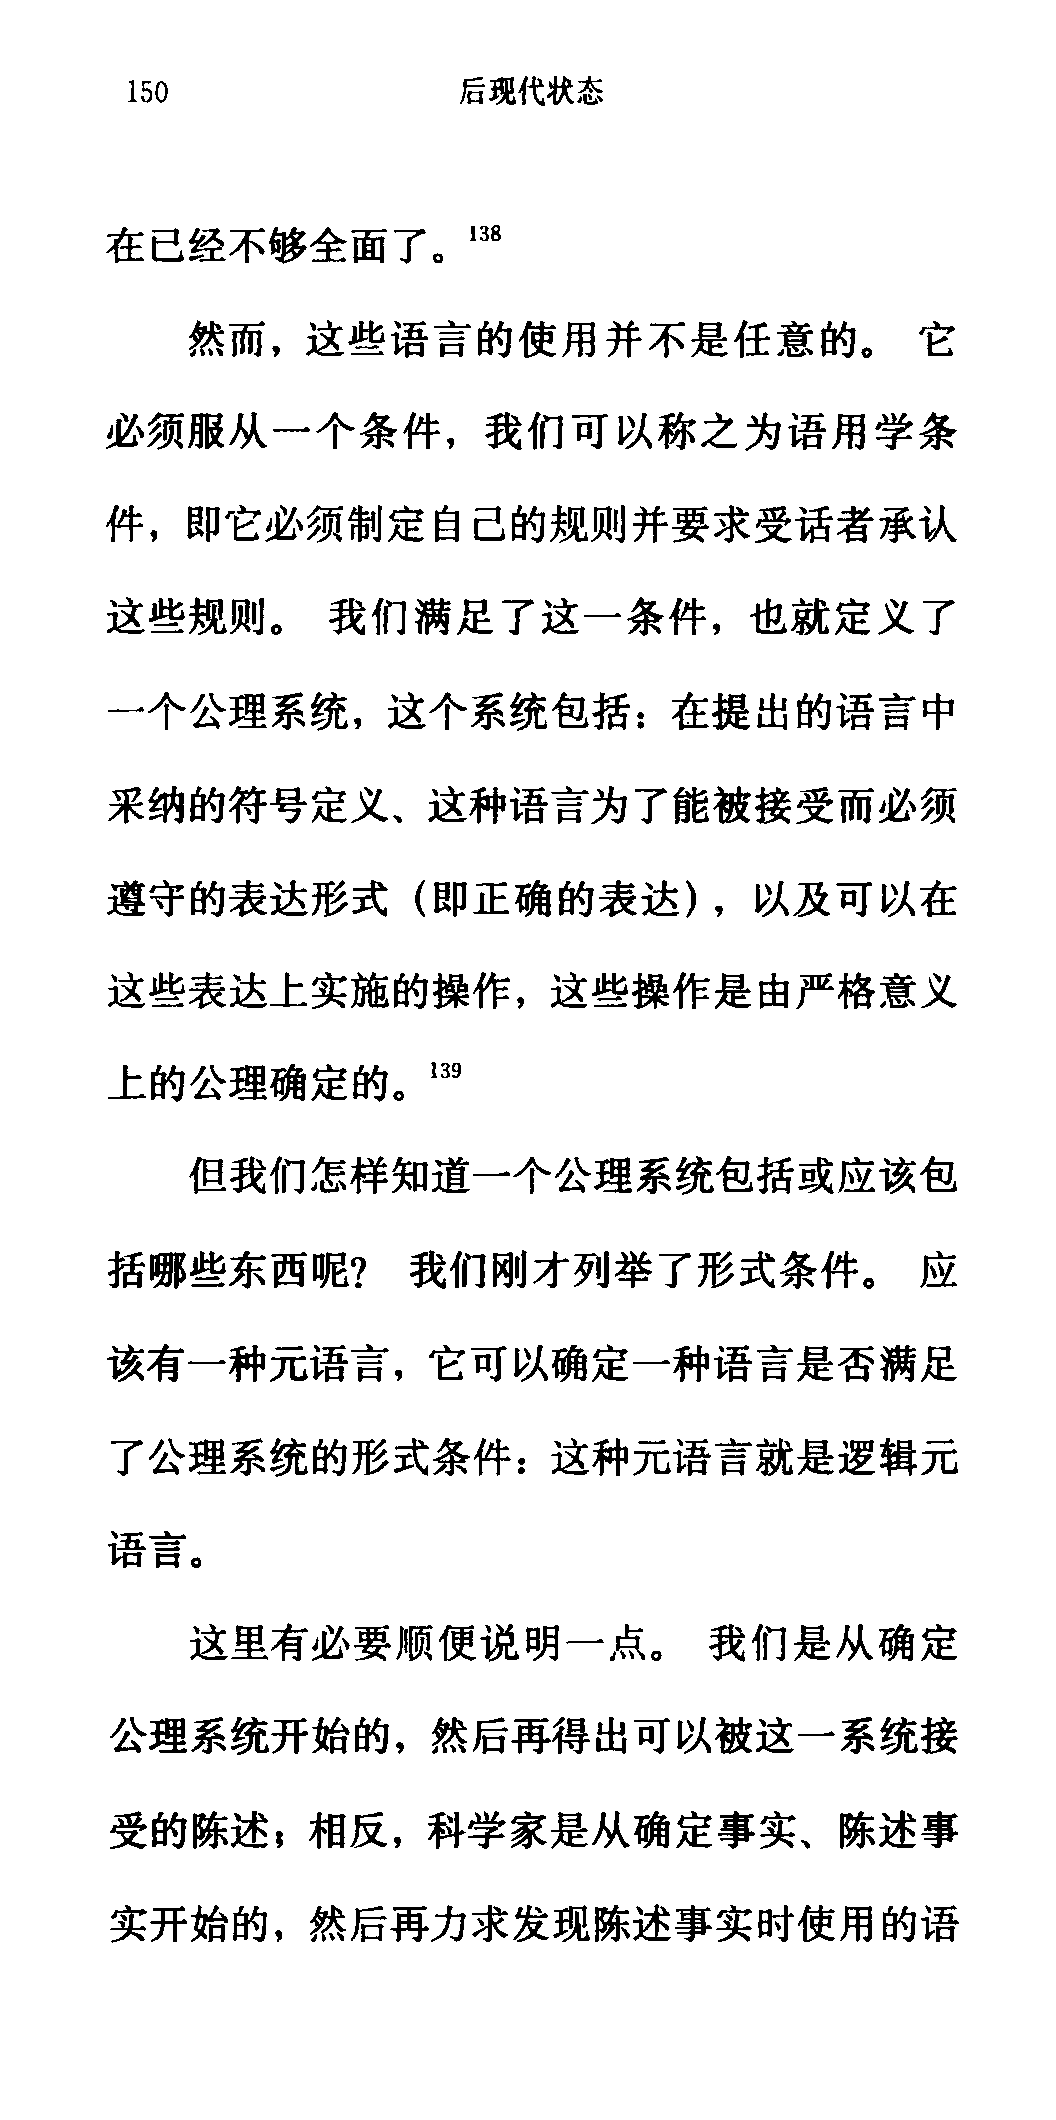 150 后现代状态
在已经不够全面了。138
然而，这些语言的使用并不是任意的。 它
必须服从一个条件，我们可以称之为语用学条
件，即它必须制定自己的规则并要求受话者承认
这些规则。 我们满足了这一条件，也就定义了
一个公理系统，这个系统包括：在提出的语言中
采纳的符号定义、这种语言为了能被接受而必须
遵守的表达形式（即正确的表达），以及可以在
这些表达上实施的操作，这些操作是由严格意义
上的公理确定的。139
但我们怎样知道一个公理系统包括或应该包
括哪些东西呢？ 我们刚才列举了形式条件。 应
该有一种元语言，它可以确定一种语言是否满足
了公理系统的形式条件：这种元语言就是逻辑元
语言。
这里有必要顺便说明一点。 我们是从确定
公理系统开始的，然后再得出可以被这一系统接
受的陈述；相反，科学家是从确定事实、陈述事
实开始的，然后再力求发现陈述事实时使用的语